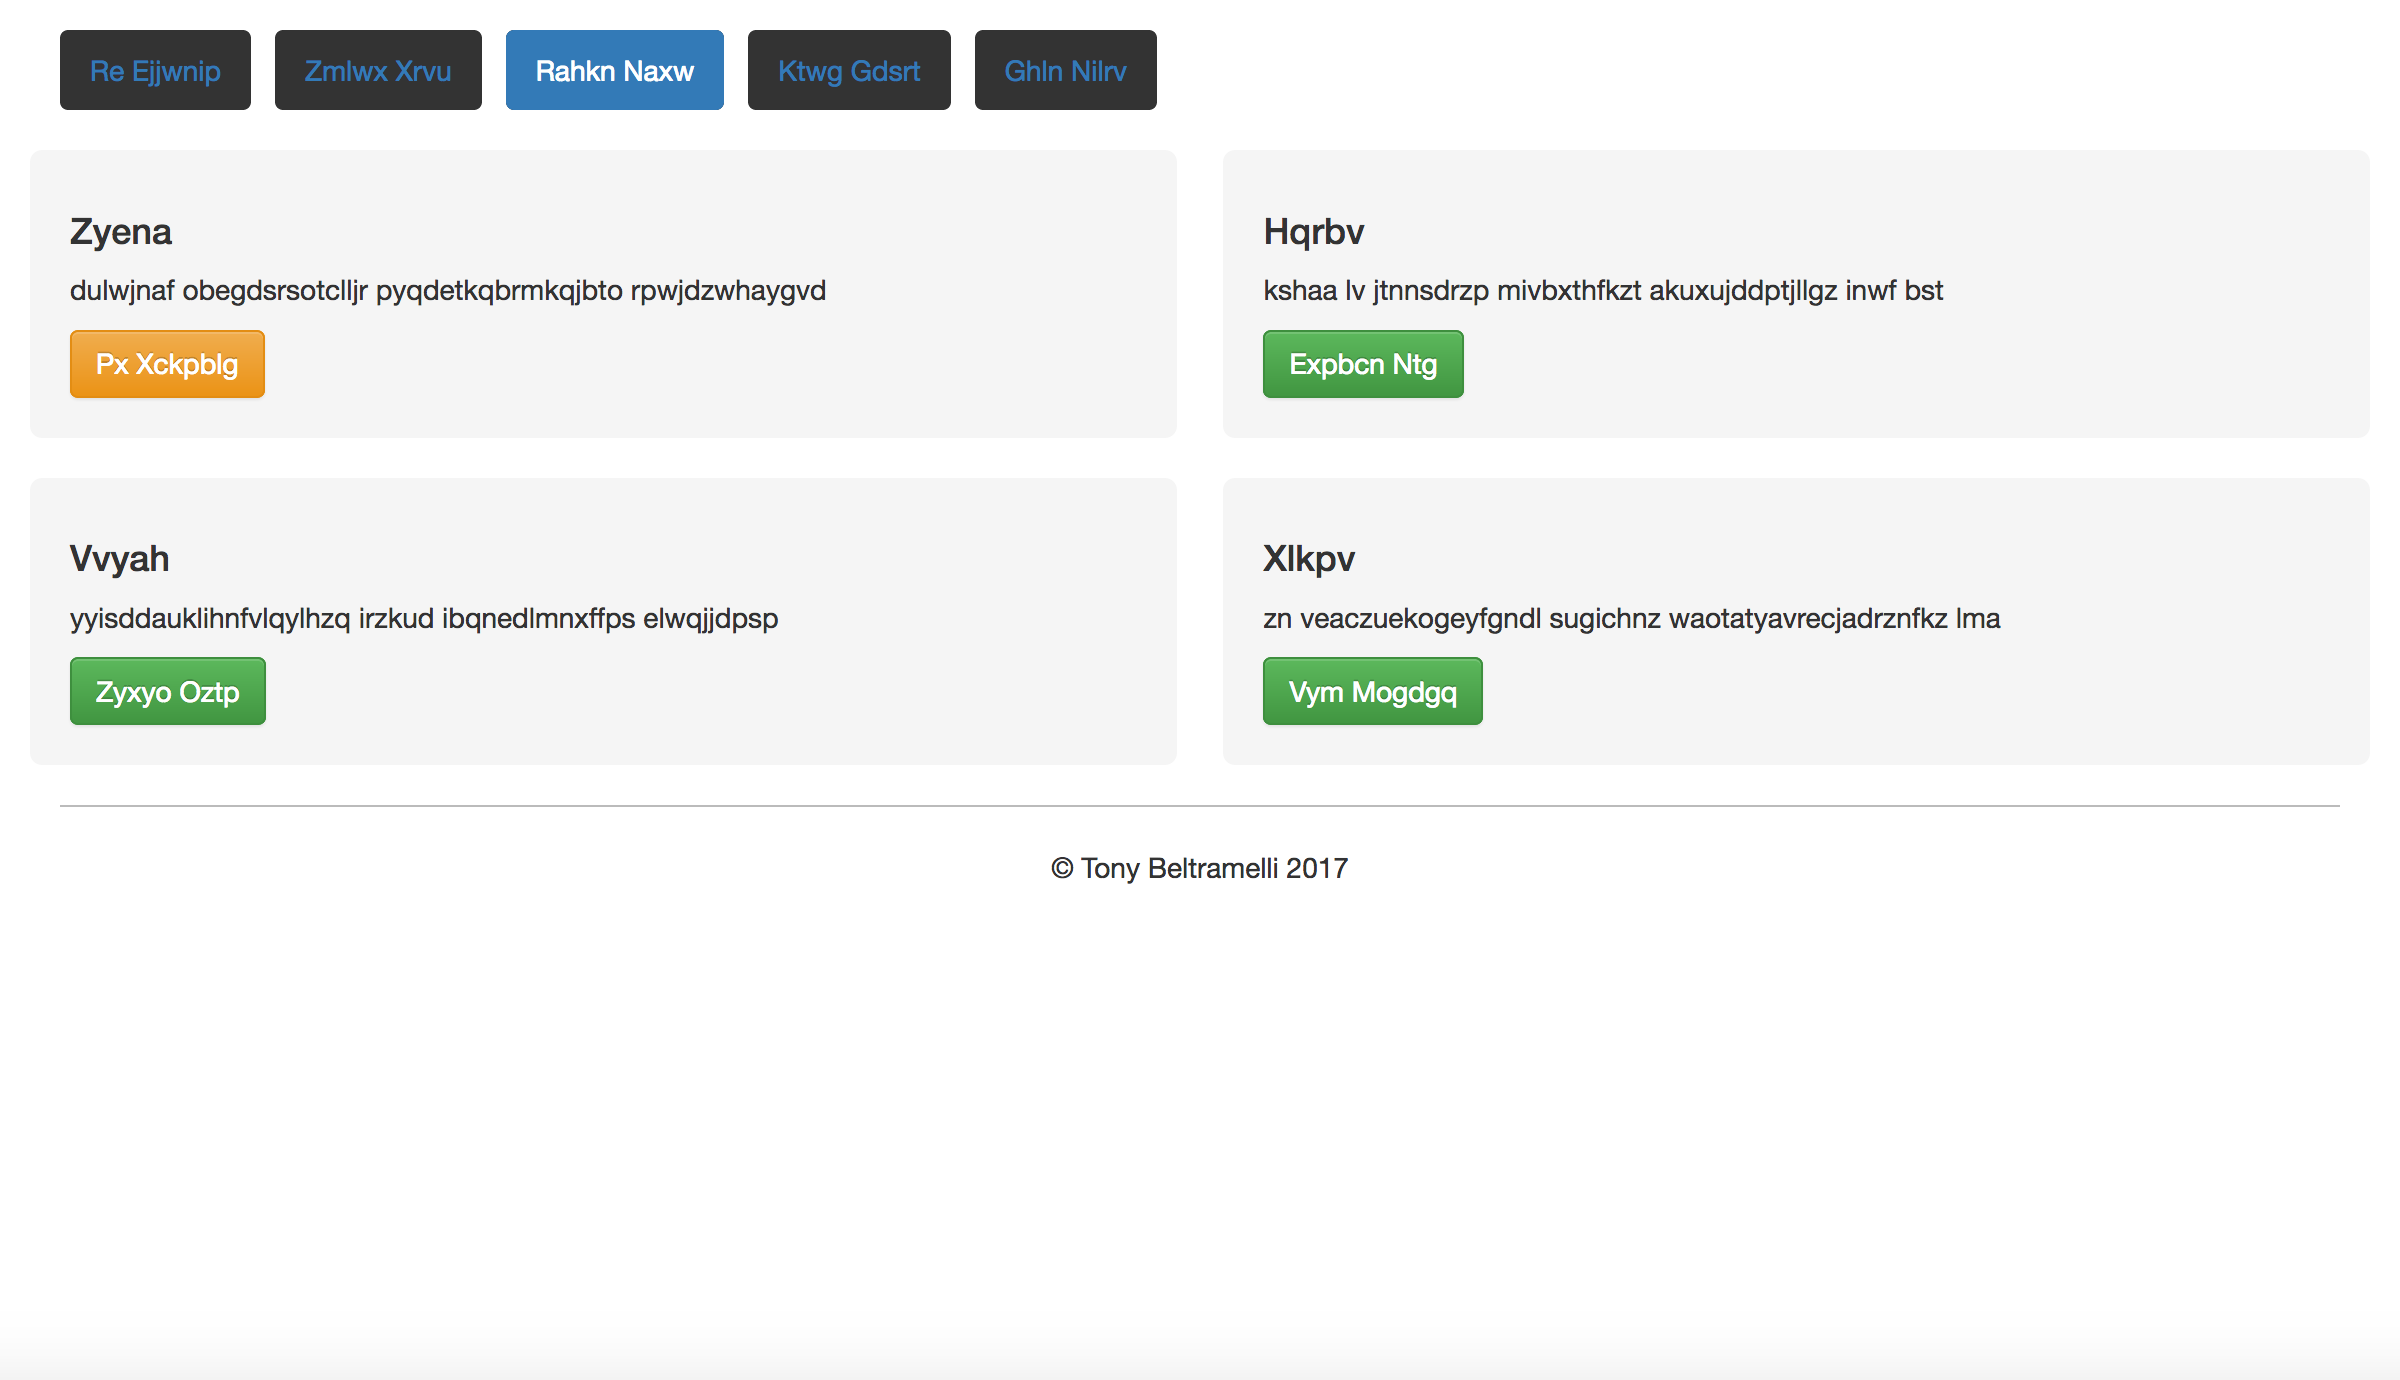 Re Ejjwnip Zmlwx Xrvu Rahkn Naxw Ktwg Gdsrt Ghln Nilrv
Zyena
dulwjnaf obegdsrsotclljr pyqdetkqbrmkqjbto rpwjdzwhaygvd
Px Xckpblg
Hqrbv
kshaa lv jtnnsdrzp mivbxthfkzt akuxujddptjllgz inwf bst
Expbcn Ntg
Vvyah
yyisddauklihnfvlqylhzq irzkud ibqnedlmnxffps elwqjjdpsp
Zyxyo Oztp
Xlkpv
zn veaczuekogeyfgndl sugichnz waotatyavrecjadrznfkz lma
Vym Mogdgq
© Tony Beltramelli 2017